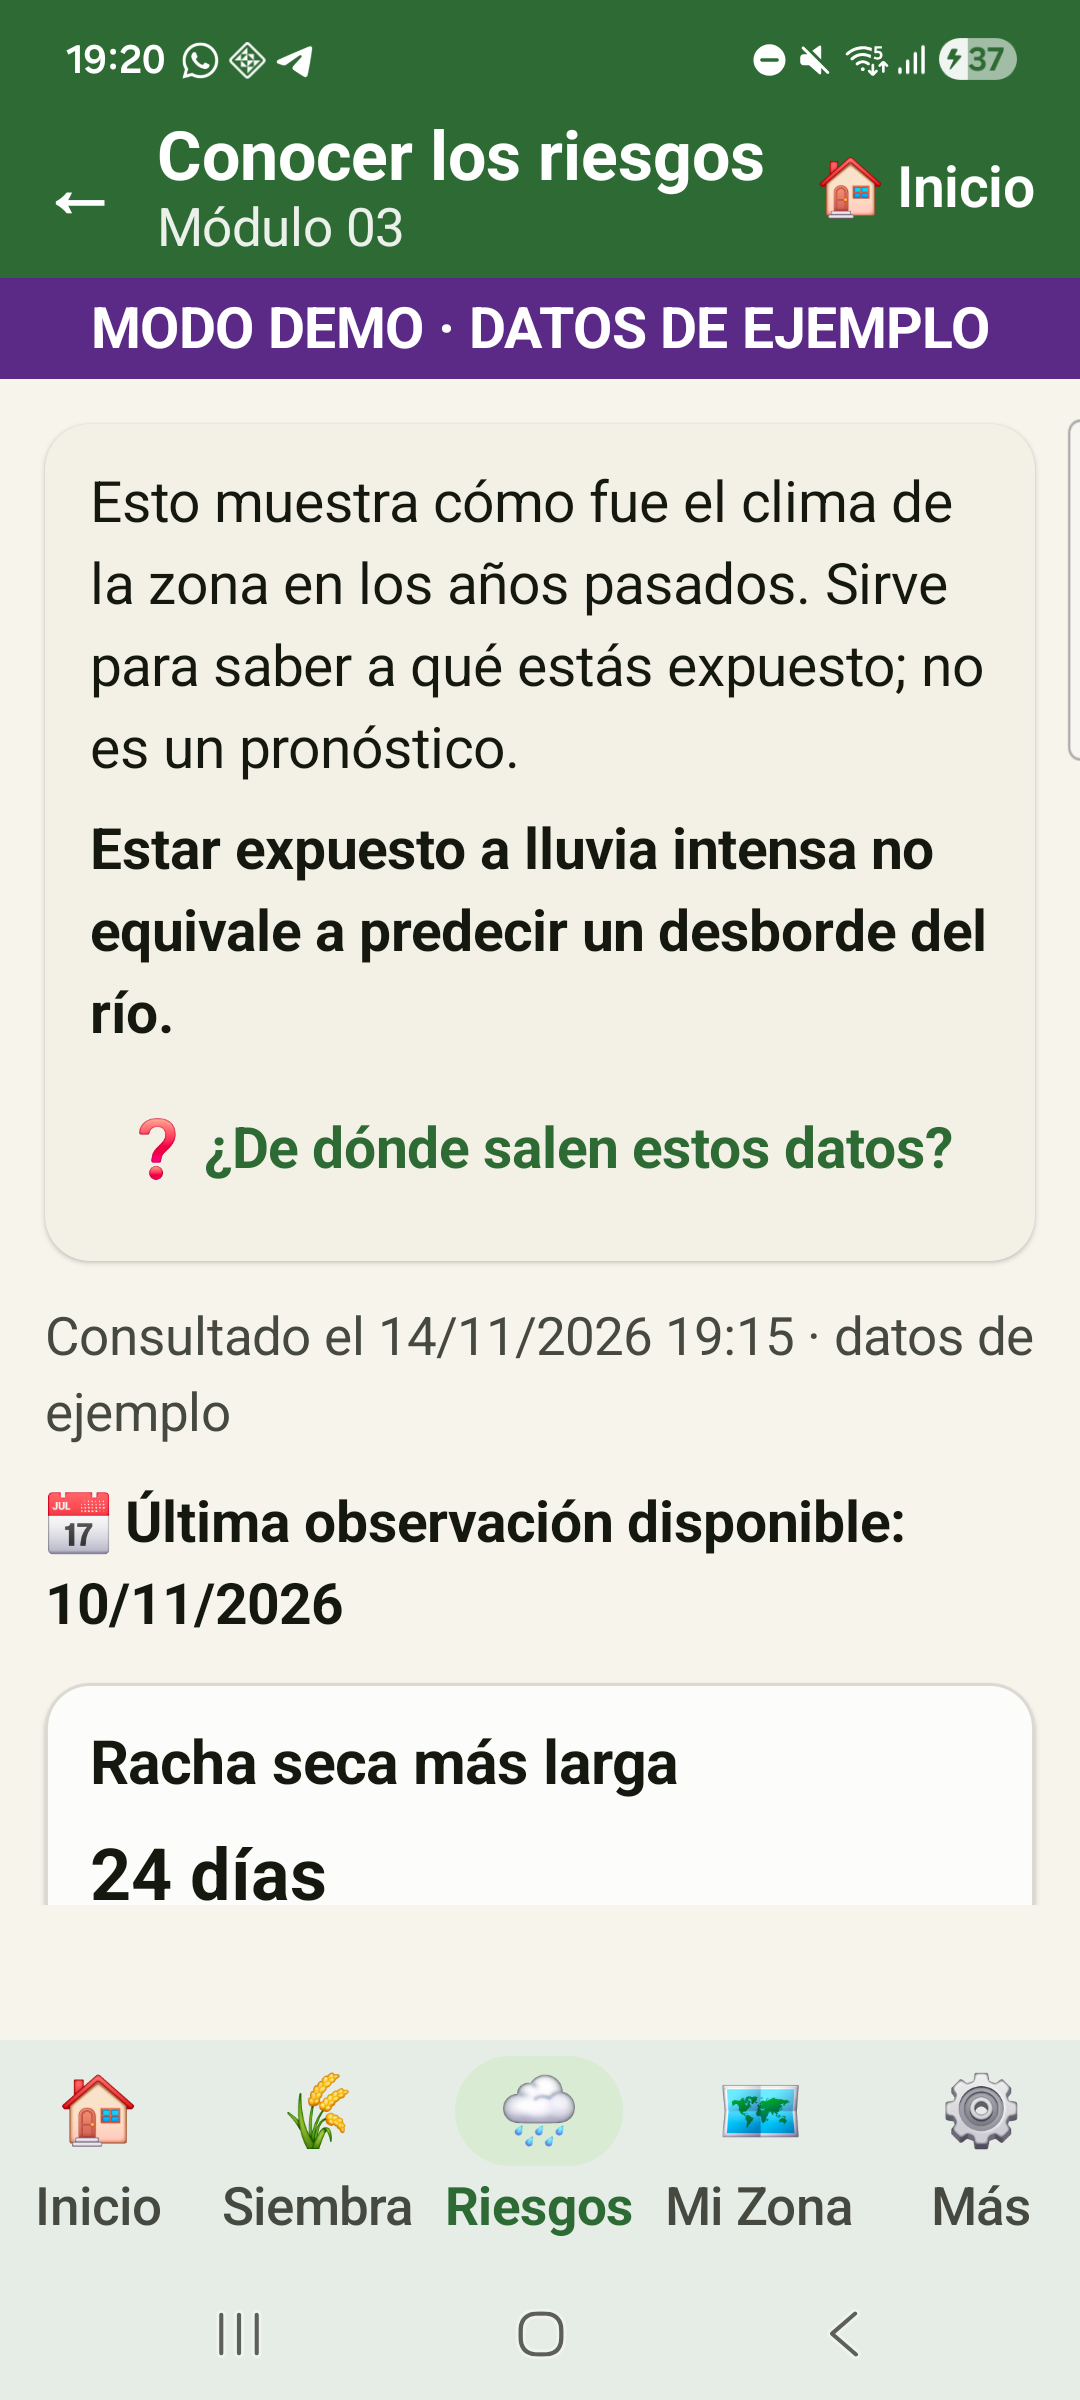 19:20
37
Conocer los riesgos
Módulo 03
Inicio
MODO DEMO · DATOS DE EJEMPLO
Esto muestra cómo fue el clima de
la zona en los años pasados. Sirve
para saber a qué estás expuesto; no
es un pronóstico.
Estar expuesto a lluvia intensa no
equivale a predecir un desborde del
río.
❓ ¿De dónde salen estos datos?
Consultado el 14/11/2026 19:15 · datos de
ejemplo
📅 Última observación disponible:
10/11/2026
Racha seca más larga
24 días
Inicio
Siembra
Riesgos
Mi Zona
Más